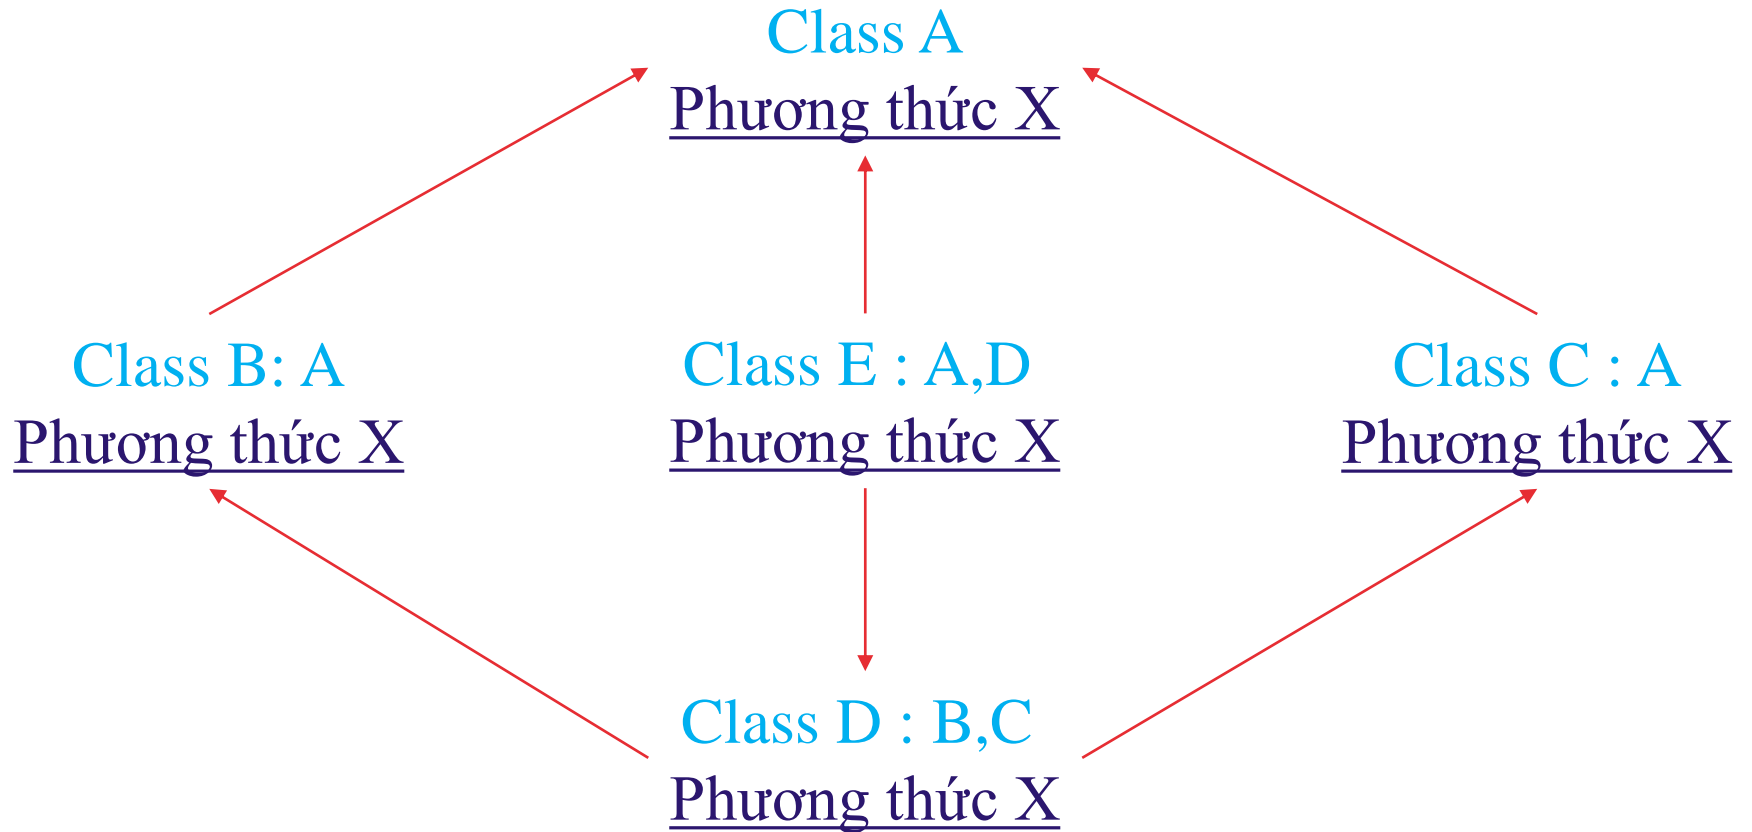 Class A
Phương thức X
Class B: A
Phương thức X
Class E : A,D
Phương thức X
Class C : A
Phương thức X
Class D : B,C
Phương thức X